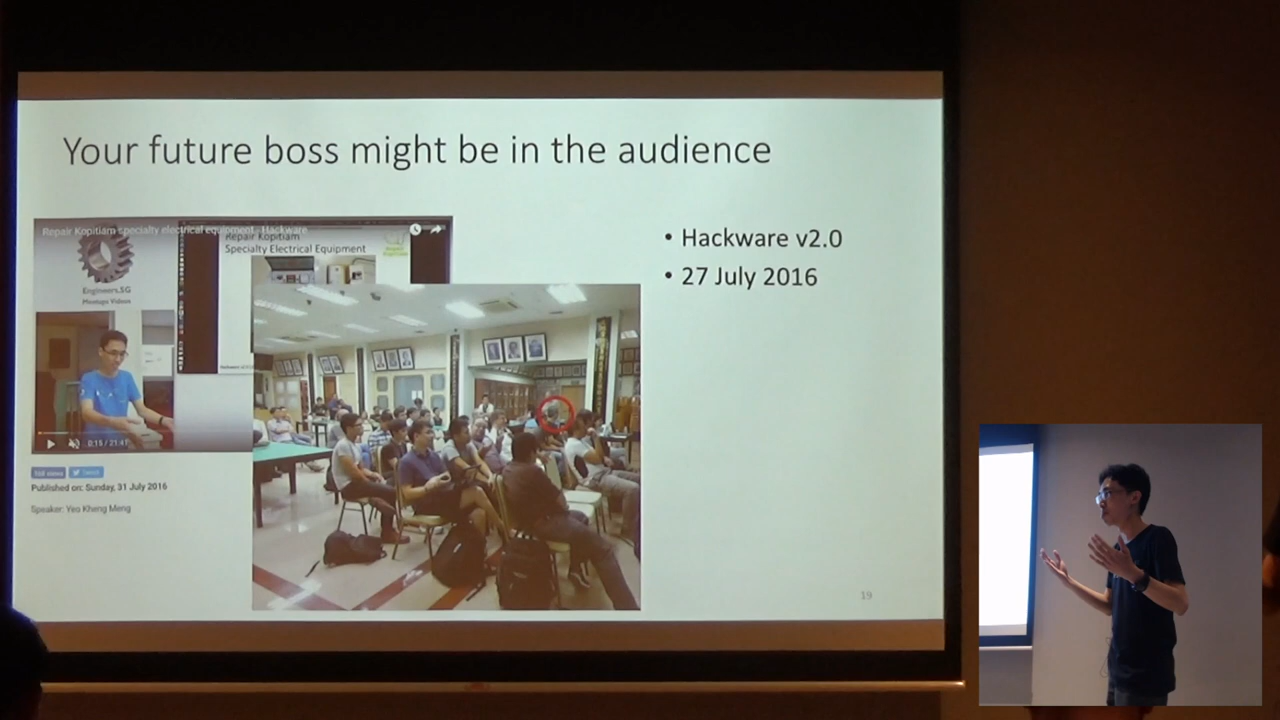 Your future boss might be in the audience
Repair Kopitiam specialty electrical equipment - Hackware
Repair Kopitiam
Specialty Electrical Equipment
Engineers.SG
Meetups Videos
• Hackware v2.0
• 27 July 2016
0:15 / 21:47
Tweet
Published on: Sunday, 31 July 2016
Speaker: Yeo Kheng Meng
19